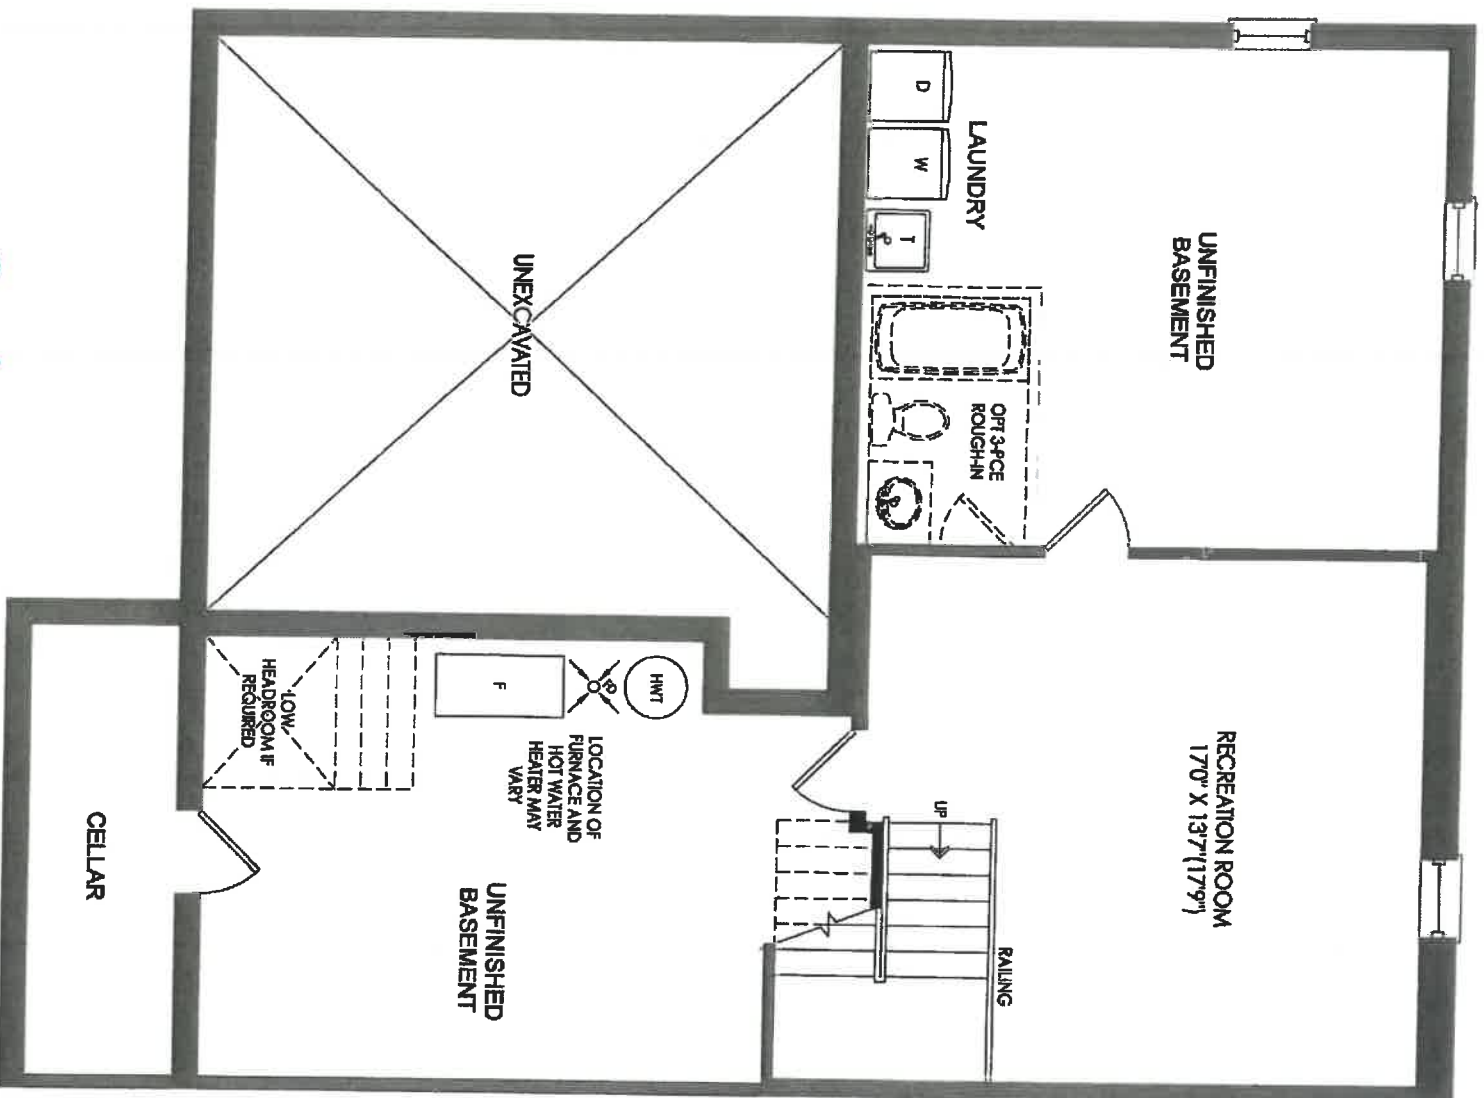 UNFINISHED
BASEMENT
LAUNDRY
D
W
T
OPT 3-PCE
ROUGH-IN
RECREATION ROOM
17'0" X 13'7"(17'9")
UP
RAILING
UNEXCAVATED
HWT
FD
F
LOCATION OF
FURNACE AND
HOT WATER
HEATER MAY
VARY
LOW
HEADROOM IF
REQUIRED
UNFINISHED
BASEMENT
CELLAR